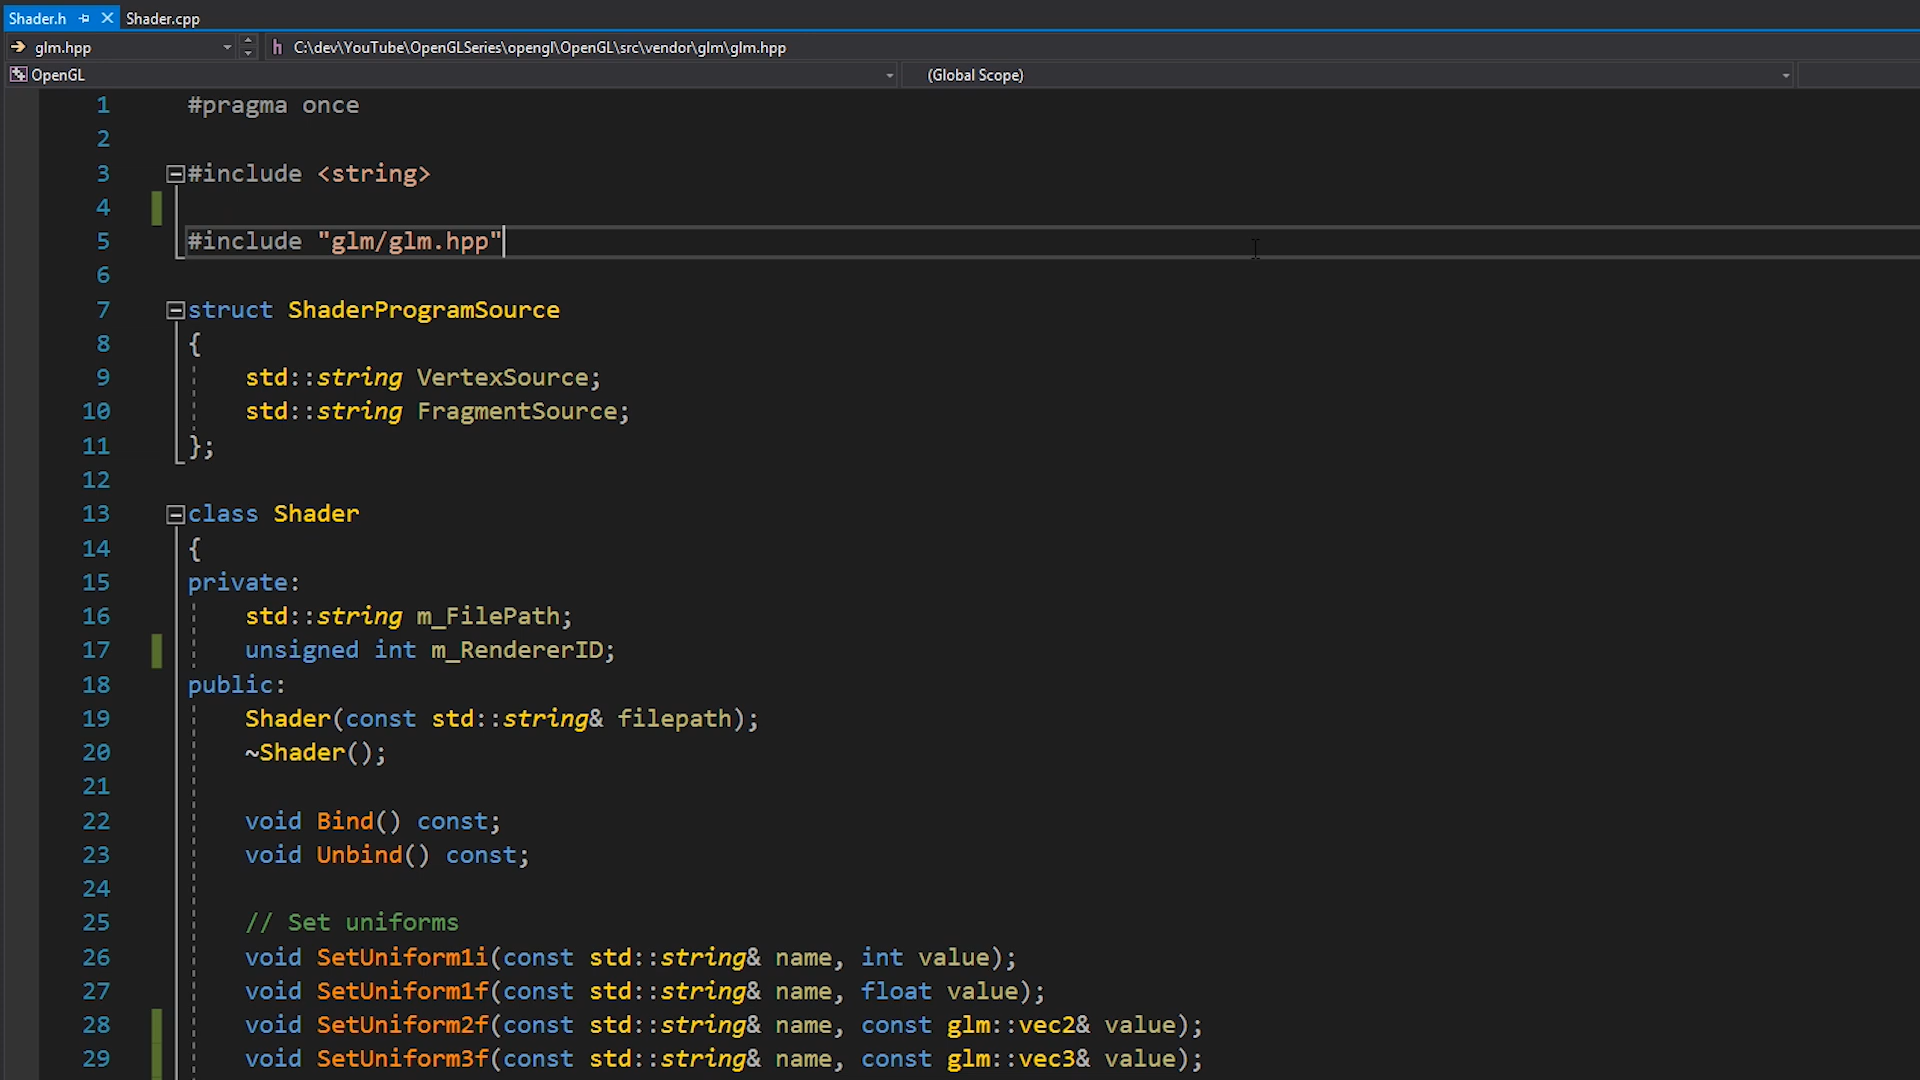 Shader.h Shader.cpp
glm.hpp C:\dev\YouTube\OpenGLSeries\opengl\OpenGL\src\vendor\glm\glm.hpp
OpenGL (Global Scope)
1 #pragma once
2
3 #include <string>
4
5 #include "glm/glm.hpp"
6
7 struct ShaderProgramSource
8 {
9 std::string VertexSource;
10 std::string FragmentSource;
11 };
12
13 class Shader
14 {
15 private:
16 std::string m_FilePath;
17 unsigned int m_RendererID;
18 public:
19 Shader(const std::string& filepath);
20 ~Shader();
21
22 void Bind() const;
23 void Unbind() const;
24
25 // Set uniforms
26 void SetUniform1i(const std::string& name, int value);
27 void SetUniform1f(const std::string& name, float value);
28 void SetUniform2f(const std::string& name, const glm::vec2& value);
29 void SetUniform3f(const std::string& name, const glm::vec3& value);